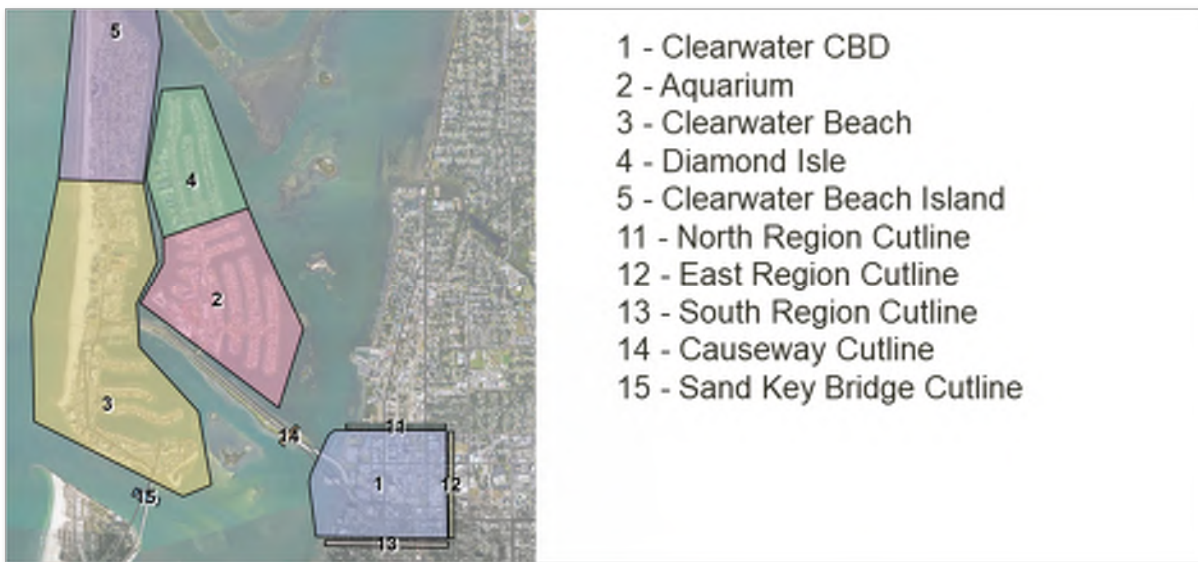 5
4
2
3
14
11
1
12
15
13
1 - Clearwater CBD
2 - Aquarium
3 - Clearwater Beach
4 - Diamond Isle
5 - Clearwater Beach Island
11 - North Region Cutline
12 - East Region Cutline
13 - South Region Cutline
14 - Causeway Cutline
15 - Sand Key Bridge Cutline